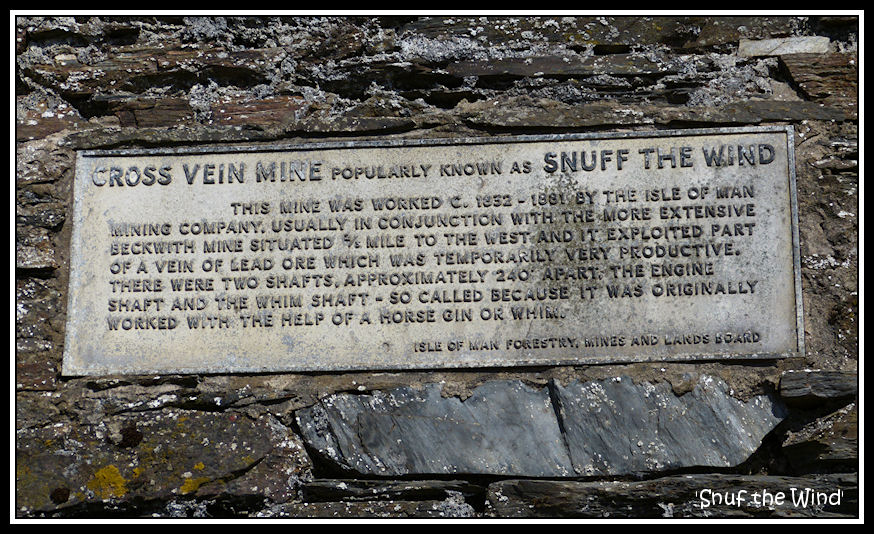 CROSS VEIN MINE POPULARLY KNOWN AS SNUFF THE WIND
THIS MINE WAS WORKED C. 1832 - 1861 BY THE ISLE OF MAN
MINING COMPANY, USUALLY IN CONJUNCTION WITH THE MORE EXTENSIVE
BECKWITH MINE SITUATED MILE TO THE WEST AND IT EXPLOITED PART
OF A VEIN OF LEAD ORE WHICH WAS TEMPORARILY VERY PRODUCTIVE.
THERE WERE TWO SHAFTS, APPROXIMATELY 240' APART, THE ENGINE
SHAFT AND THE WHIM SHAFT - SO CALLED BECAUSE IT WAS ORIGINALLY
WORKED WITH THE HELP OF A HORSE GIN OR WHIM.
ISLE OF MAN FORESTRY, MINES AND LANDS BOARD
'Snuf the Wind'